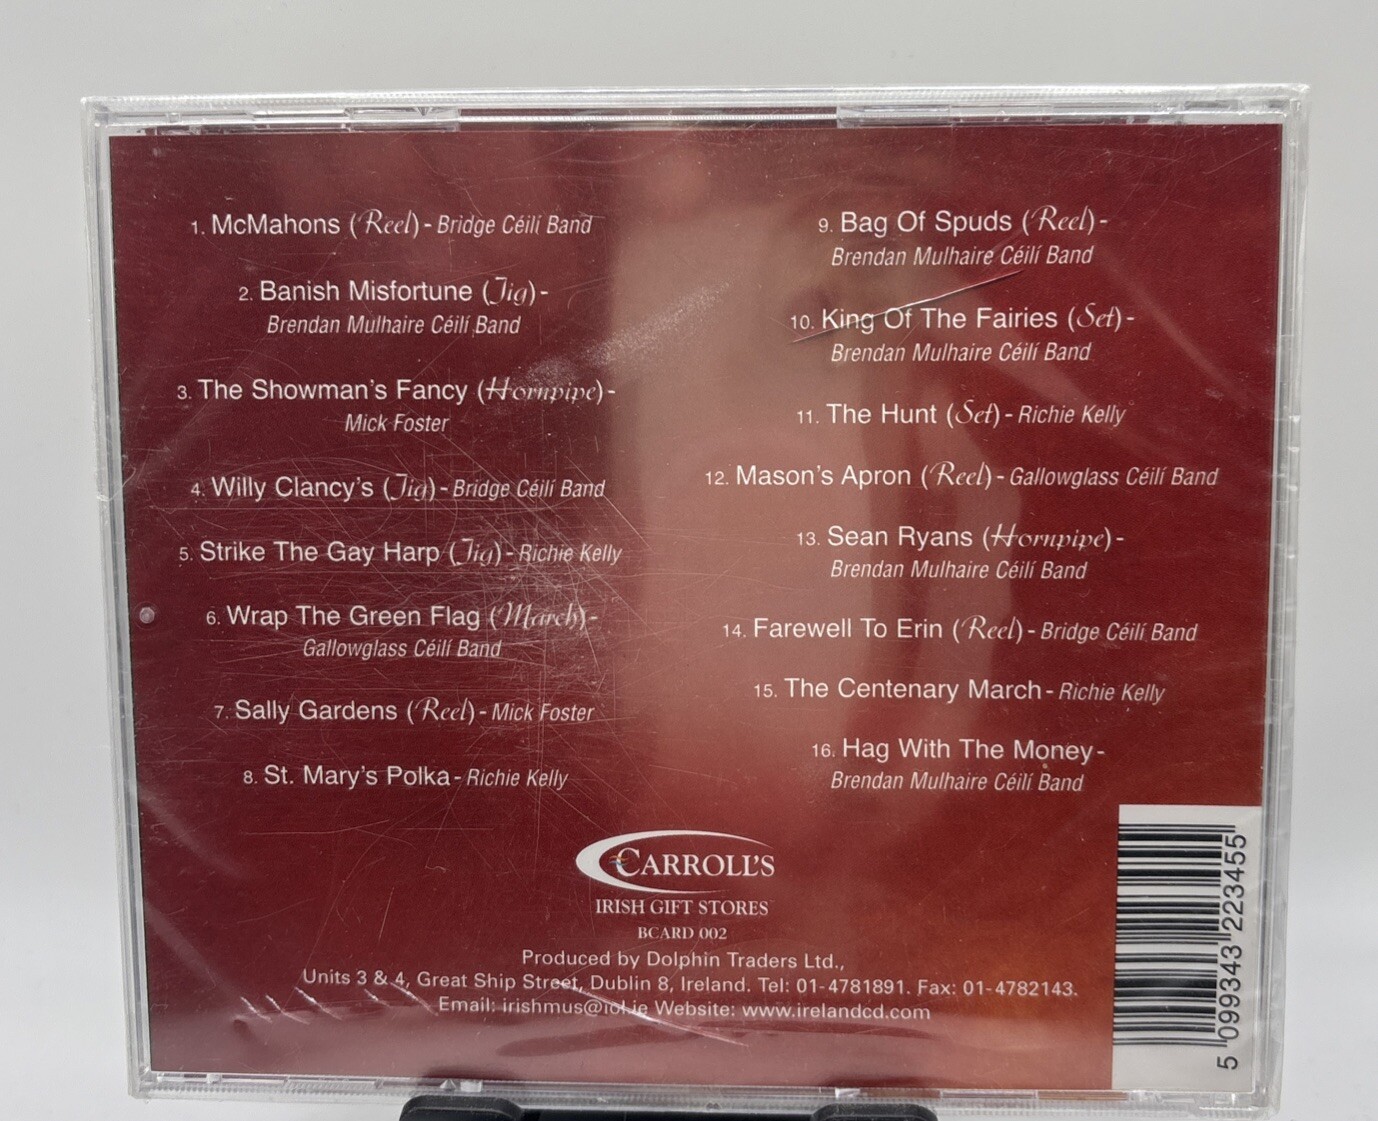 1. McMahons (Reel) - Bridge Céilí Band
2. Banish Misfortune (Jig) -
Brendan Mulhaire Céilí Band
3. The Showman's Fancy (Hornpipe) -
Mick Foster
4. Willy Clancy's (Jig) - Bridge Céilí Band
5. Strike The Gay Harp (Jig) - Richie Kelly
6. Wrap The Green Flag (March) -
Gallowglass Céilí Band
7. Sally Gardens (Reel) - Mick Foster
8. St. Mary's Polka - Richie Kelly
9. Bag Of Spuds (Reel) -
Brendan Mulhaire Céilí Band
10. King Of The Fairies (Set) -
Brendan Mulhaire Céilí Band
11. The Hunt (Set) - Richie Kelly
12. Mason's Apron (Reel) - Gallowglass Céilí Band
13. Sean Ryans (Hornpipe) -
Brendan Mulhaire Céilí Band
14. Farewell To Erin (Reel) - Bridge Céilí Band
15. The Centenary March - Richie Kelly
16. Hag With The Money -
Brendan Mulhaire Céilí Band
CARROLL'S
IRISH GIFT STORES
BCARD 002
Produced by Dolphin Traders Ltd.,
Units 3 & 4, Great Ship Street, Dublin 8, Ireland. Tel: 01-4781891. Fax: 01-4782143.
Email: irishmus@iol.ie Website: www.irelandcd.com
5 099343 223455